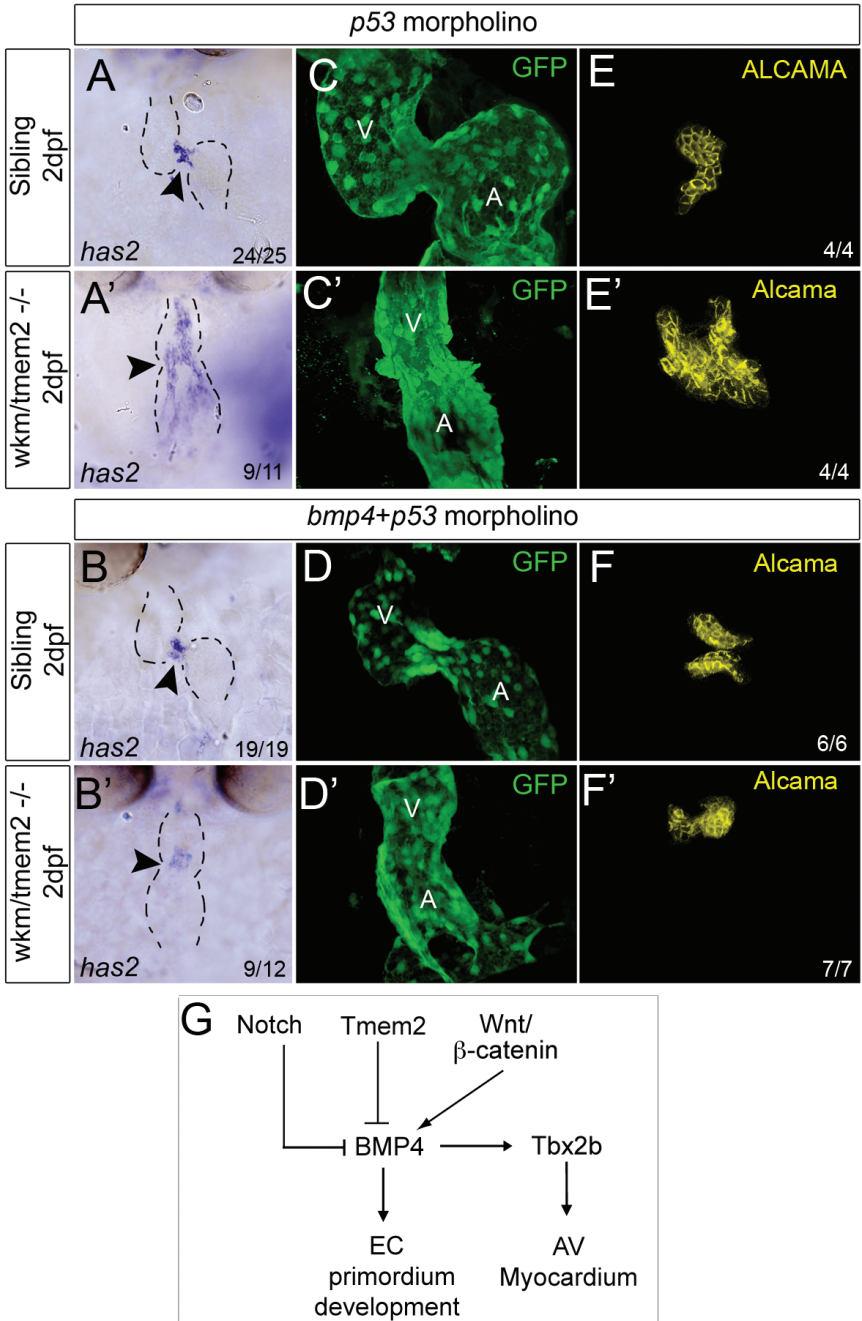 p53 morpholino
Sibling
2dpf
A
has2
24/25
C
GFP
V
A
E
ALCAMA
4/4
wkm/tmem2 -/-
2dpf
A’
has2
9/11
C’
GFP
V
A
E’
Alcama
4/4
bmp4+p53 morpholino
Sibling
2dpf
B
has2
19/19
D
GFP
V
A
F
Alcama
6/6
wkm/tmem2 -/-
2dpf
B’
has2
9/12
D’
GFP
V
A
F’
Alcama
7/7
G
Notch
Tmem2
Wnt/
β-catenin
BMP4
Tbx2b
EC
primordium
development
AV
Myocardium